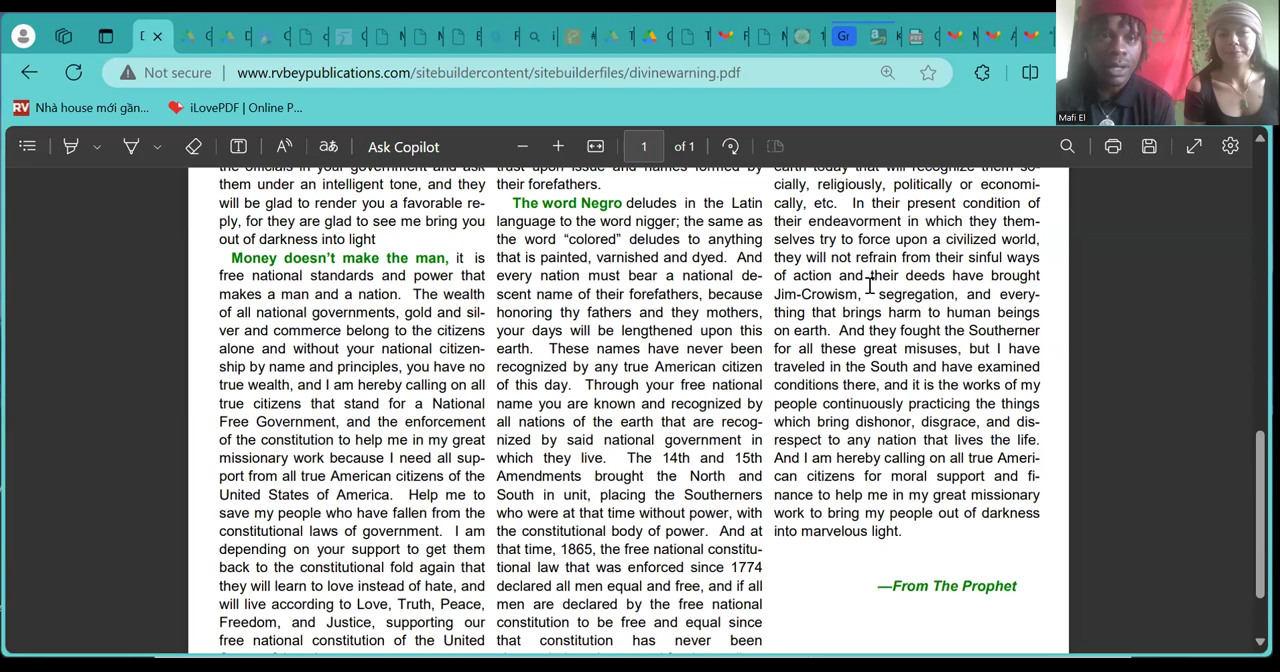 Not secure
www.rvbeypublications.com/sitebuildercontent/sitebuilderfiles/divinewarning.pdf
Gr
RV Nhà house mới gần...
iLovePDF | Online P...
Mafi El
Ask Copilot
1 of 1
them under an intelligent tone, and they
will be glad to render you a favorable re-
ply, for they are glad to see me bring you
out of darkness into light
Money doesn't make the man, it is
free national standards and power that
makes a man and a nation. The wealth
of all national governments, gold and sil-
ver and commerce belong to the citizens
alone and without your national citizen-
ship by name and principles, you have no
true wealth, and I am hereby calling on all
true citizens that stand for a National
Free Government, and the enforcement
of the constitution to help me in my great
missionary work because I need all sup-
port from all true American citizens of the
United States of America. Help me to
save my people who have fallen from the
constitutional laws of government. I am
depending on your support to get them
back to the constitutional fold again that
they will learn to love instead of hate, and
will live according to Love, Truth, Peace,
Freedom, and Justice, supporting our
free national constitution of the United
trust upon issue and names formed by
their forefathers.
The word Negro deludes in the Latin
language to the word nigger; the same as
the word “colored” deludes to anything
that is painted, varnished and dyed. And
every nation must bear a national de-
scent name of their forefathers, because
honoring thy fathers and they mothers,
your days will be lengthened upon this
earth. These names have never been
recognized by any true American citizen
of this day. Through your free national
name you are known and recognized by
all nations of the earth that are recog-
nized by said national government in
which they live. The 14th and 15th
Amendments brought the North and
South in unit, placing the Southerners
who were at that time without power, with
the constitutional body of power. And at
that time, 1865, the free national constitu-
tional law that was enforced since 1774
declared all men equal and free, and if all
men are declared by the free national
constitution to be free and equal since
that constitution has never been
earth today that will recognize them so-
cially, religiously, politically or economi-
cally, etc. In their present condition of
their endeavorment in which they them-
selves try to force upon a civilized world,
they will not refrain from their sinful ways
of action and their deeds have brought
Jim-Crowism, segregation, and every-
thing that brings harm to human beings
on earth. And they fought the Southerner
for all these great misuses, but I have
traveled in the South and have examined
conditions there, and it is the works of my
people continuously practicing the things
which bring dishonor, disgrace, and dis-
respect to any nation that lives the life.
And I am hereby calling on all true Ameri-
can citizens for moral support and fi-
nance to help me in my great missionary
work to bring my people out of darkness
into marvelous light.
—From The Prophet